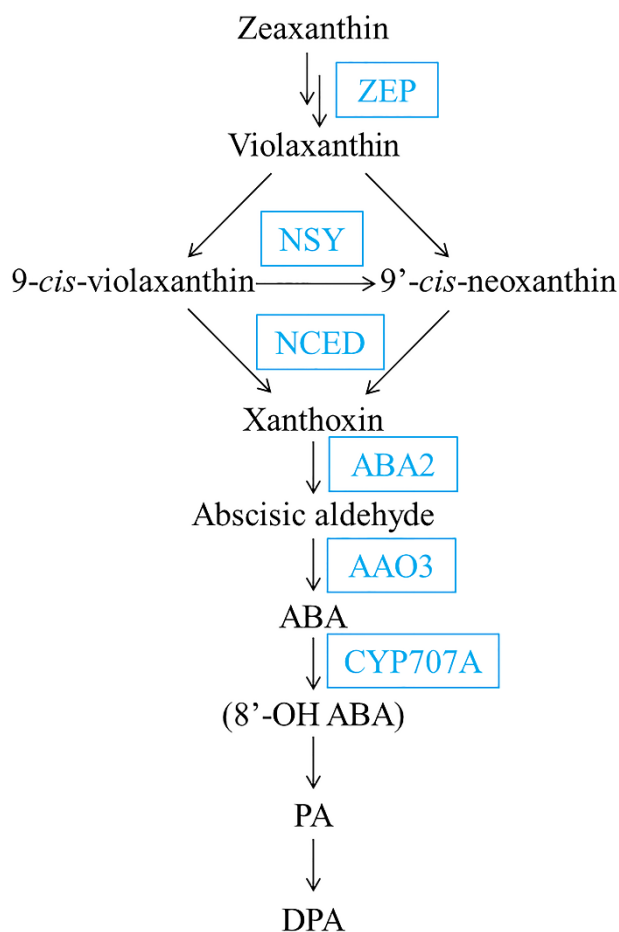 Zeaxanthin
ZEP
Violaxanthin
NSY
9-cis-violaxanthin
9’-cis-neoxanthin
NCED
Xanthoxin
ABA2
Abscisic aldehyde
AAO3
ABA
CYP707A
(8’-OH ABA)
PA
DPA